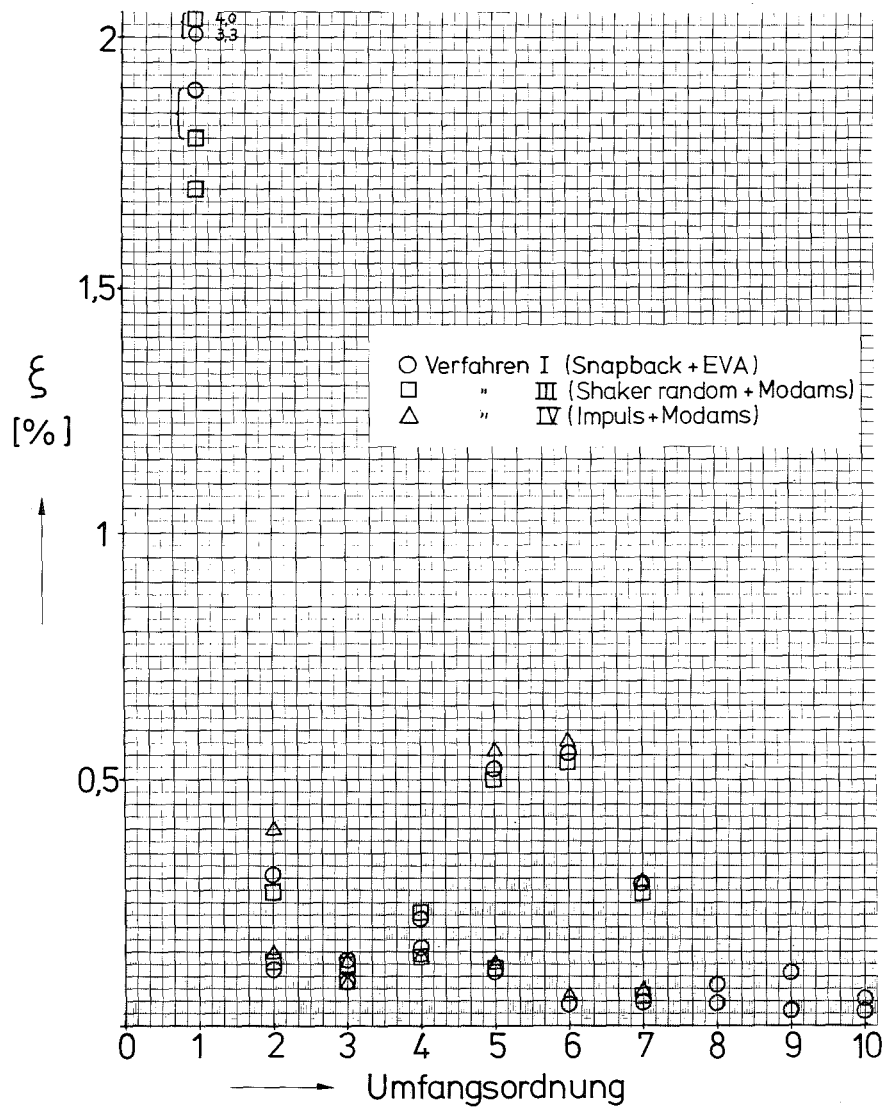 2
4,0
3,3
1,5
○ Verfahren I (Snapback + EVA)
□ " III (Shaker random + Modams)
△ " IV (Impuls + Modams)
ξ
[%]
1
0,5
0 1 2 3 4 5 6 7 8 9 10
Umfangsordnung